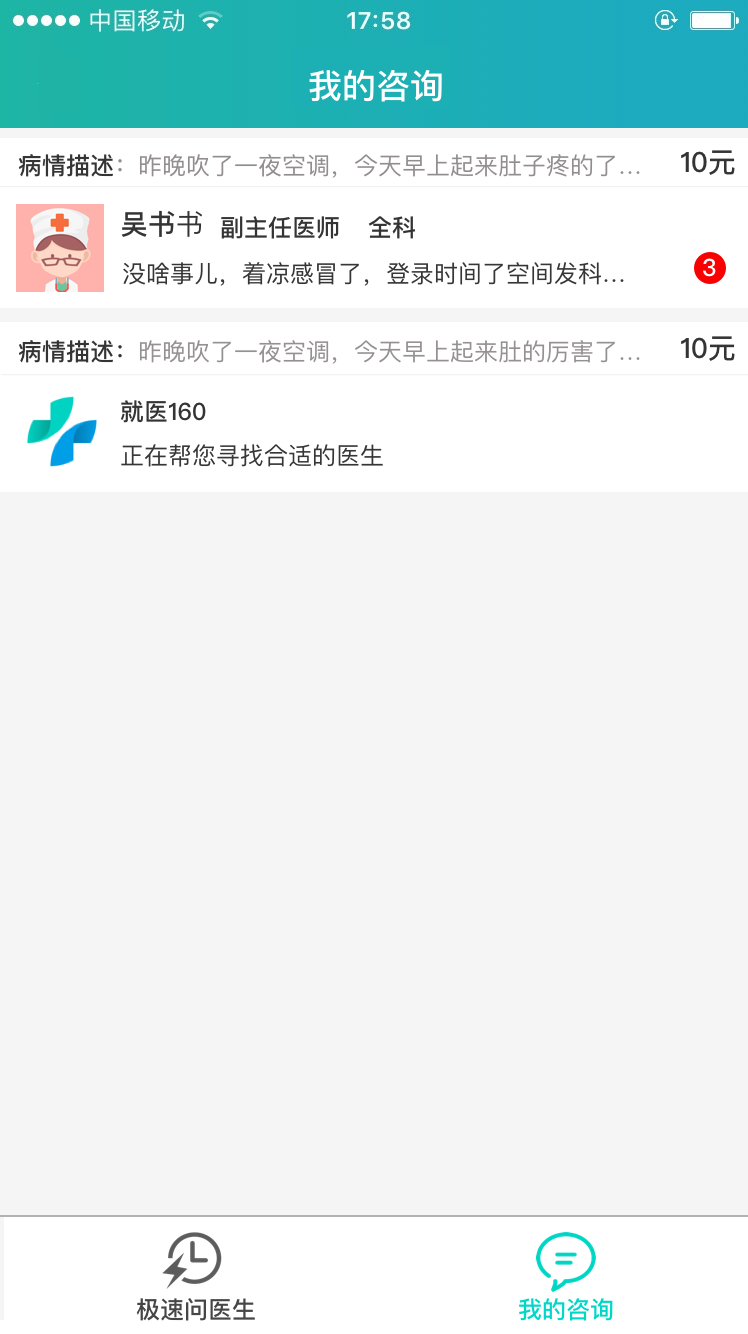 中国移动 17:58
我的咨询
病情描述： 昨晚吹了一夜空调，今天早上起来肚子疼的了... 10元
吴书书 副主任医师 全科
没啥事儿，着凉感冒了，登录时间了空间发科... 3
病情描述： 昨晚吹了一夜空调，今天早上起来肚的厉害了... 10元
就医160
正在帮您寻找合适的医生
极速问医生 我的咨询